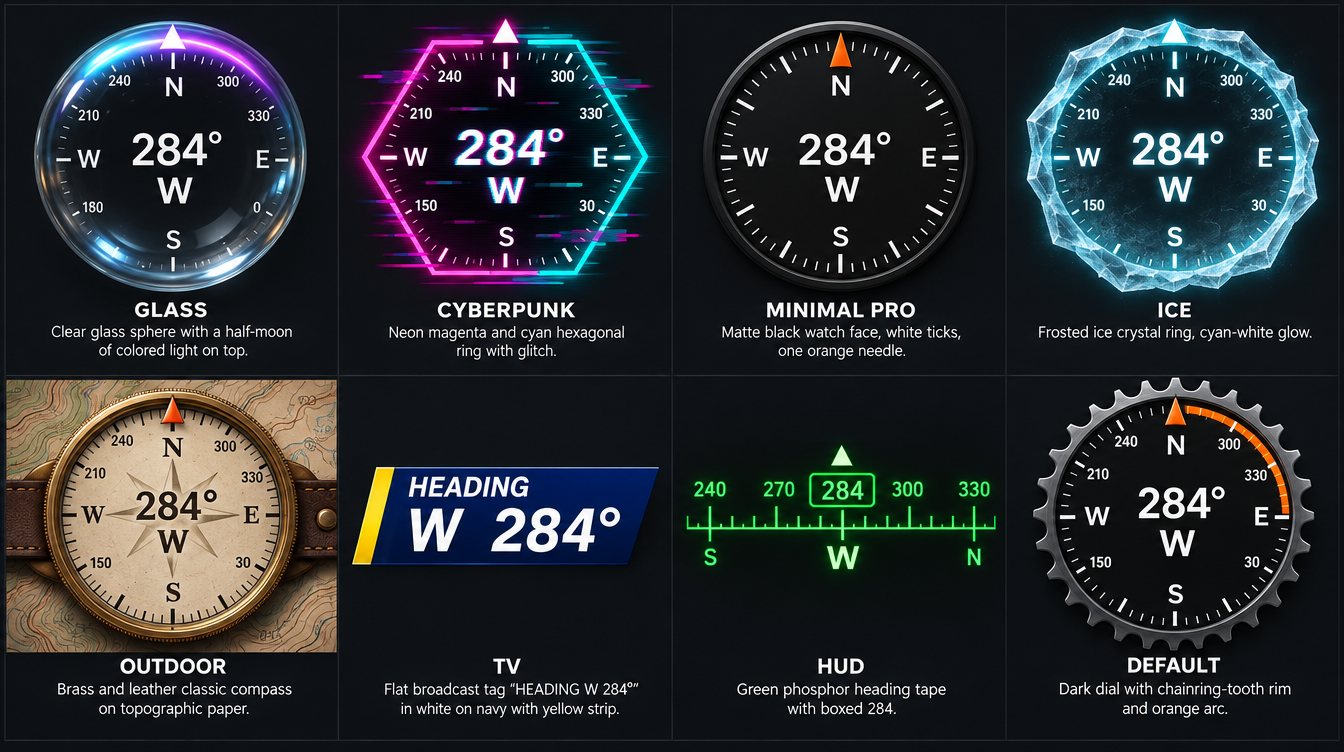 N
240
300
210
330
W
284°
E
W
180
0
S
GLASS
Clear glass sphere with a half-moon
of colored light on top.
N
240
300
210
330
W
284°
E
W
150
30
S
CYBERPUNK
Neon magenta and cyan hexagonal
ring with glitch.
N
W
284°
E
W
S
MINIMAL PRO
Matte black watch face, white ticks,
one orange needle.
N
240
300
210
330
W
284°
E
W
150
30
S
ICE
Frosted ice crystal ring, cyan-white glow.
N
240
300
210
330
W
284°
E
W
150
30
S
OUTDOOR
Brass and leather classic compass
on topographic paper.
HEADING
W 284°
TV
Flat broadcast tag “HEADING W 284°”
in white on navy with yellow strip.
240 270 284 300 330
S W N
HUD
Green phosphor heading tape
with boxed 284.
N
240
300
210
330
W
284°
E
W
150
30
S
DEFAULT
Dark dial with chainring-tooth rim
and orange arc.